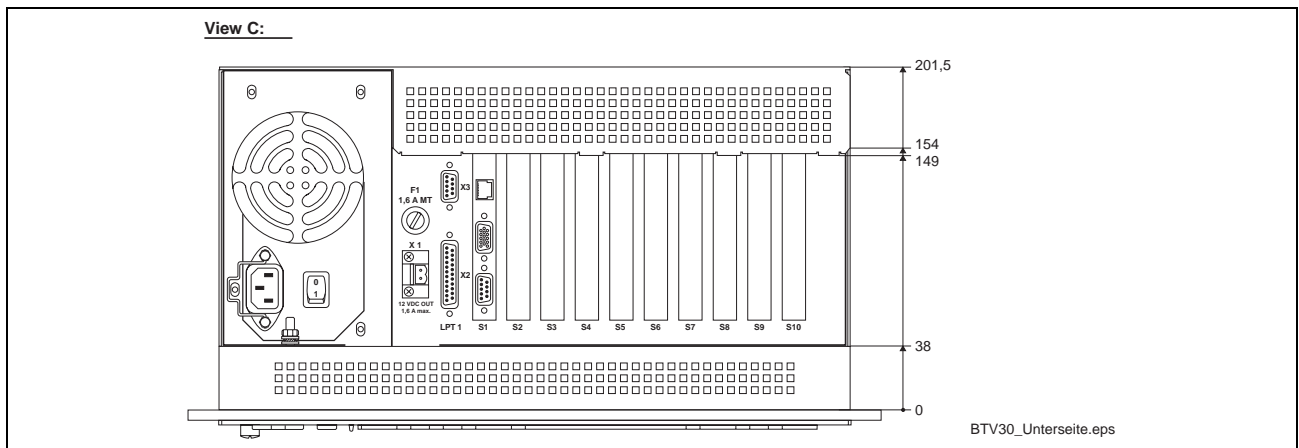 View C:
201,5
154
149
F1
1,6 A MT
X3
X 1
X2
0
1
12 VDC OUT
1,6 A max.
LPT 1 S1 S2 S3 S4 S5 S6 S7 S8 S9 S10
38
0
BTV30_Unterseite.eps